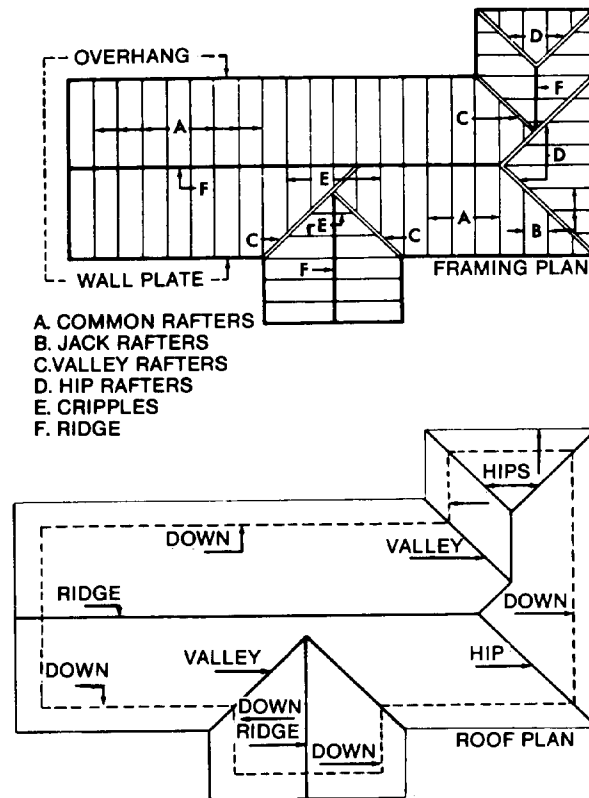 OVERHANG
D
F
A
C
D
E
F
A
B
C
E
C
F
WALL PLATE
FRAMING PLAN
A. COMMON RAFTERS
B. JACK RAFTERS
C.VALLEY RAFTERS
D. HIP RAFTERS
E. CRIPPLES
F. RIDGE
HIPS
DOWN
VALLEY
RIDGE
DOWN
VALLEY
HIP
DOWN
DOWN
RIDGE
DOWN
ROOF PLAN